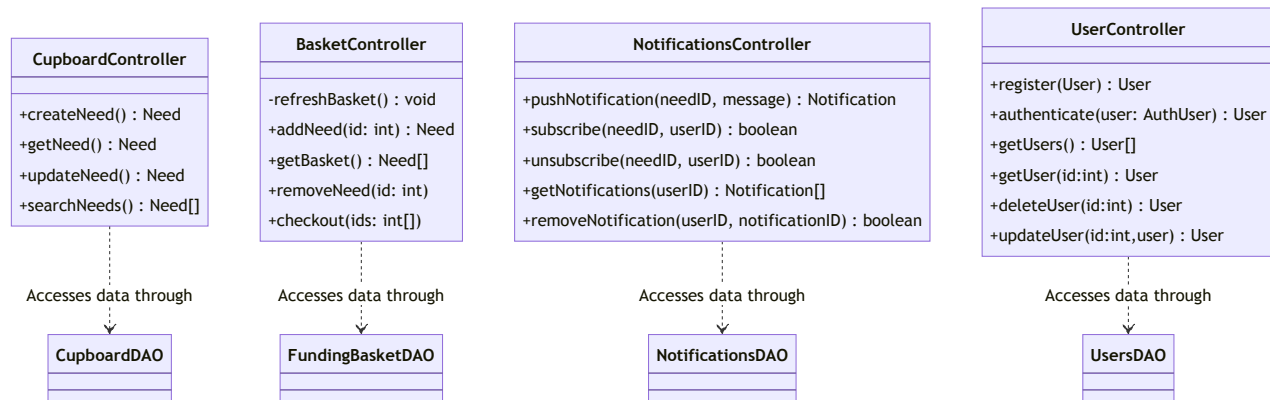 CupboardController
+createNeed() : Need
+getNeed() : Need
+updateNeed() : Need
+searchNeeds() : Need[]
Accesses data through
CupboardDAO
BasketController
-refreshBasket() : void
+addNeed(id: int) : Need
+getBasket() : Need[]
+removeNeed(id: int)
+checkout(ids: int[])
Accesses data through
FundingBasketDAO
NotificationsController
+pushNotification(needID, message) : Notification
+subscribe(needID, userID) : boolean
+unsubscribe(needID, userID) : boolean
+getNotifications(userID) : Notification[]
+removeNotification(userID, notificationID) : boolean
Accesses data through
NotificationsDAO
UserController
+register(User) : User
+authenticate(user: AuthUser) : User
+getUsers() : User[]
+getUser(id:int) : User
+deleteUser(id:int) : User
+updateUser(id:int,user) : User
Accesses data through
UsersDAO